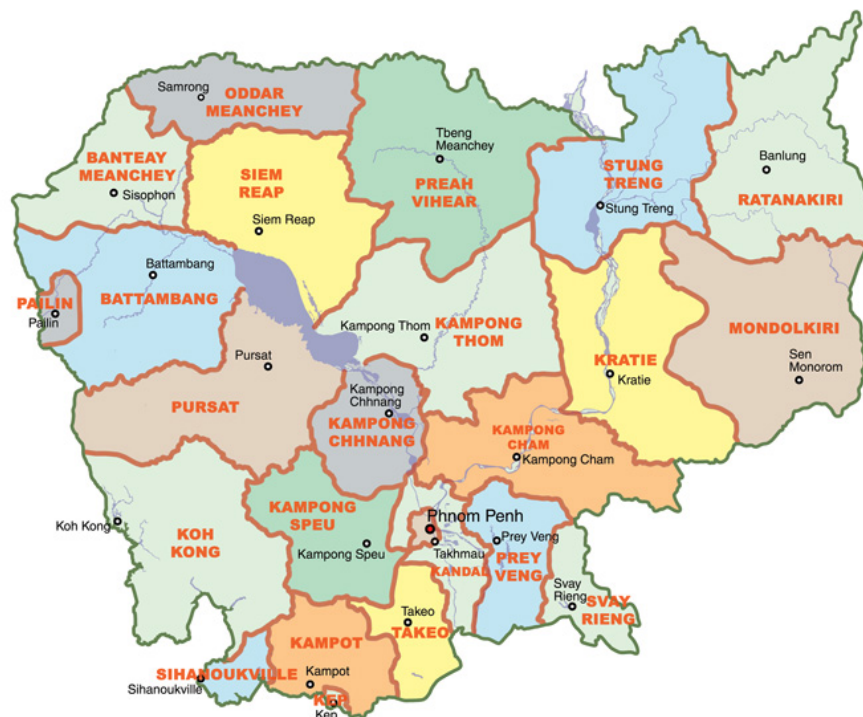 Samrong
ODDAR
MEANCHEY
Tbeng
Meanchey
PREAH
VIHEAR
BANTEAY
MEANCHEY
Sisophon
SIEM
REAP
Siem Reap
STUNG
TRENG
Stung Treng
Banlung
RATANAKIRI
Battambang
BATTAMBANG
PAILIN
Pailin
Kampong Thom
KAMPONG
THOM
KRATIE
Kratie
MONDOLKIRI
Sen
Monorom
Pursat
PURSAT
Kampong
Chhnang
KAMPONG
CHHNANG
KAMPONG
CHAM
Kampong Cham
Koh Kong
KOH
KONG
KAMPONG
SPEU
Kampong Speu
Phnom Penh
Takhmau
KANDAL
Prey Veng
PREY
VENG
Svay
Rieng
SVAY
RIENG
Takeo
TAKEO
KAMPOT
Kampot
SIHANOUKVILLE
Sihanoukville
KEP
Kep